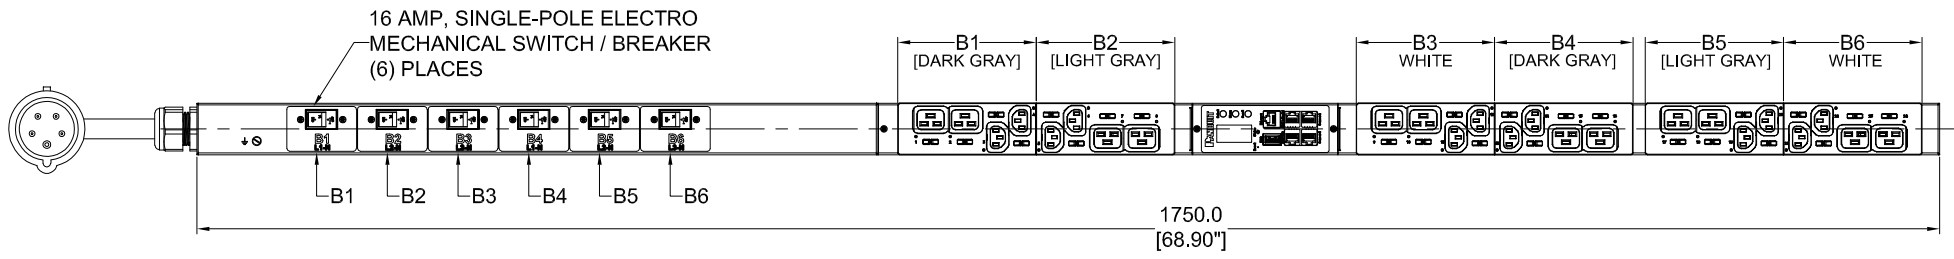 16 AMP, SINGLE-POLE ELECTRO
MECHANICAL SWITCH / BREAKER
(6) PLACES
B1
[DARK GRAY]
B2
[LIGHT GRAY]
B3
WHITE
B4
[DARK GRAY]
B5
[LIGHT GRAY]
B6
WHITE
B1
B2
B3
B4
B5
B6
B1
B2
B3
B4
B5
B6
1750.0
[68.90"]